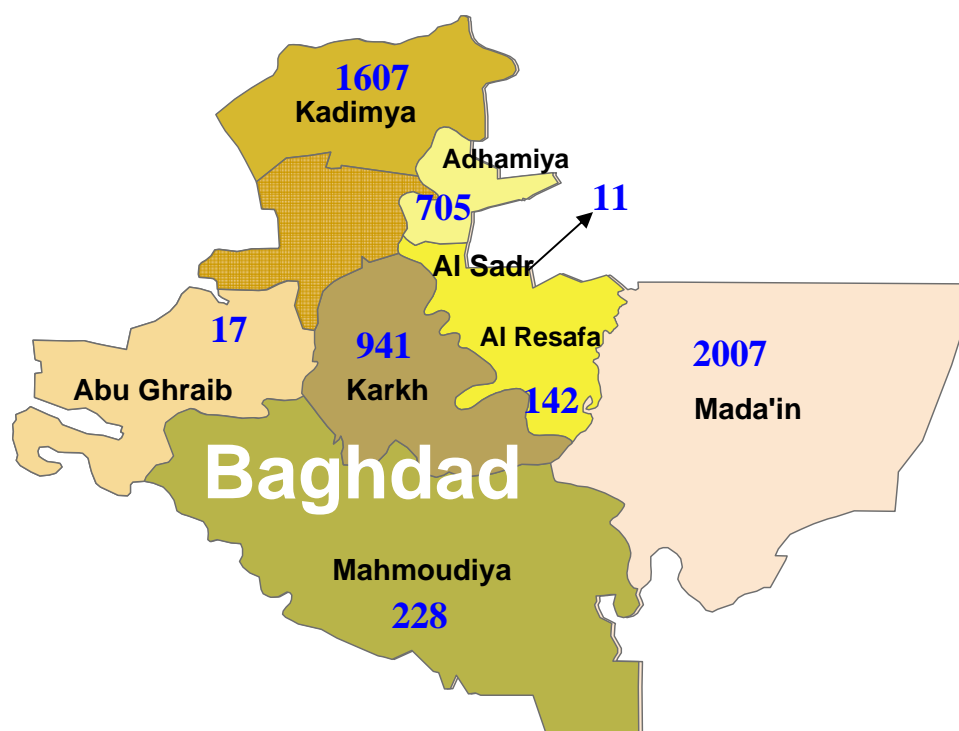 1607
Kadimya
Adhamiya
705
11
Al Sadr
17
Abu Ghraib
941
Karkh
Al Resafa
142
2007
Mada'in
Baghdad
Mahmoudiya
228